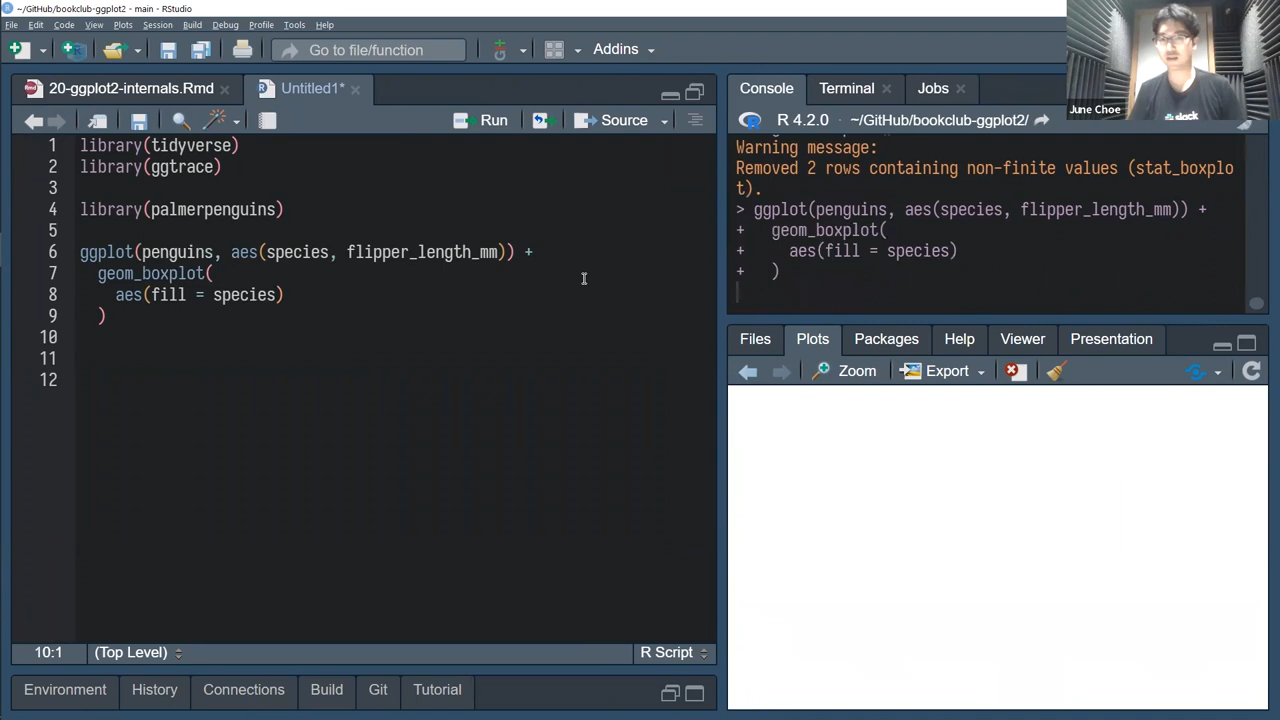 ~/GitHub/bookclub-ggplot2 - main - RStudio
File Edit Code View Plots Session Build Debug Profile Tools Help
Go to file/function Addins
20-ggplot2-internals.Rmd Untitled1*
Run Source
1 library(tidyverse)
2 library(ggtrace)
3
4 library(palmerpenguins)
5
6 ggplot(penguins, aes(species, flipper_length_mm)) +
7 geom_boxplot(
8 aes(fill = species)
9 )
10
11
12
10:1 (Top Level) R Script
Environment History Connections Build Git Tutorial
June Choe
slack
Console Terminal Jobs
R 4.2.0 ~/GitHub/bookclub-ggplot2/
Warning message:
Removed 2 rows containing non-finite values (stat_boxplo
t).
> ggplot(penguins, aes(species, flipper_length_mm)) +
+ geom_boxplot(
+ aes(fill = species)
+ )
Files Plots Packages Help Viewer Presentation
Zoom Export